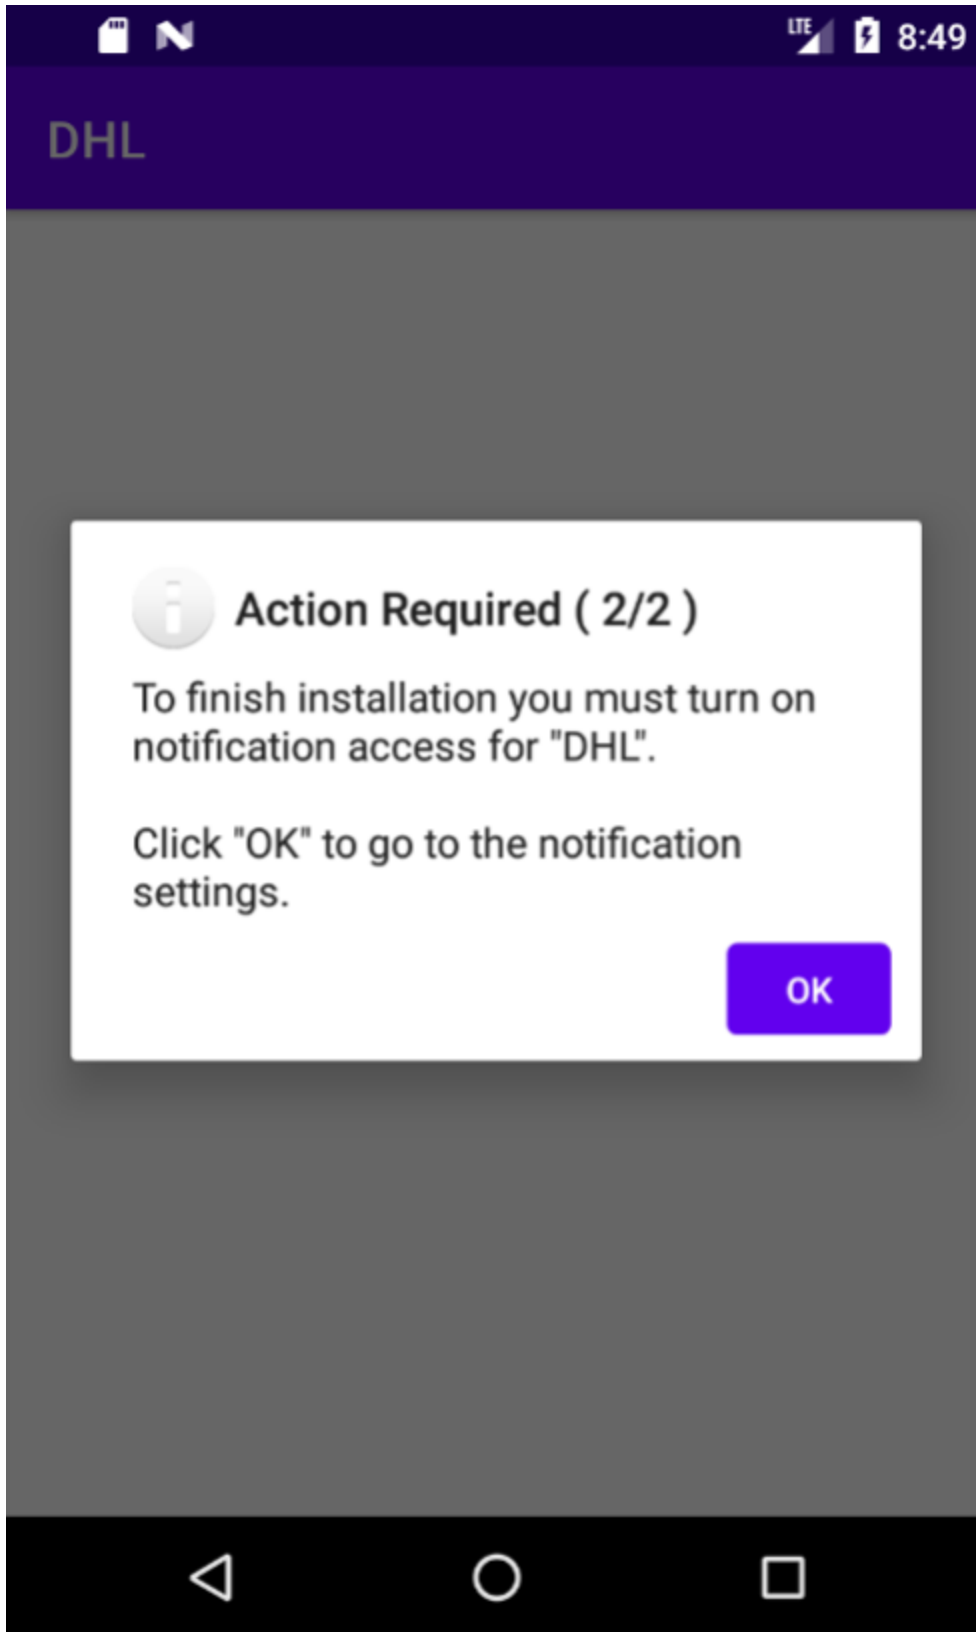 LTE 8:49
DHL
Action Required ( 2/2 )
To finish installation you must turn on
notification access for "DHL".
Click "OK" to go to the notification
settings.
OK